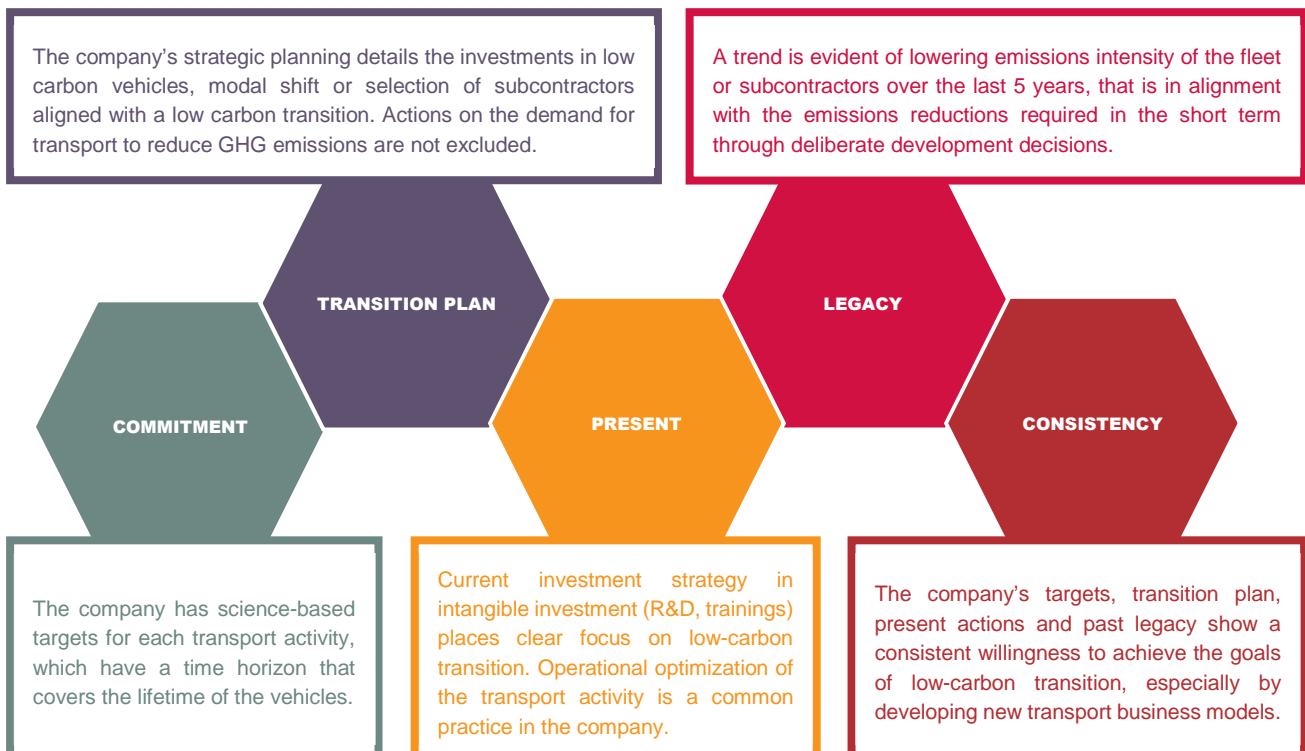 The company’s strategic planning details the investments in low
carbon vehicles, modal shift or selection of subcontractors
aligned with a low carbon transition. Actions on the demand for
transport to reduce GHG emissions are not excluded.
A trend is evident of lowering emissions intensity of the fleet
or subcontractors over the last 5 years, that is in alignment
with the emissions reductions required in the short term
through deliberate development decisions.
TRANSITION PLAN
LEGACY
COMMITMENT
PRESENT
CONSISTENCY
The company has science-based
targets for each transport activity,
which have a time horizon that
covers the lifetime of the vehicles.
Current investment strategy in
intangible investment (R&D, trainings)
places clear focus on low-carbon
transition. Operational optimization of
the transport activity is a common
practice in the company.
The company’s targets, transition plan,
present actions and past legacy show a
consistent willingness to achieve the goals
of low-carbon transition, especially by
developing new transport business models.